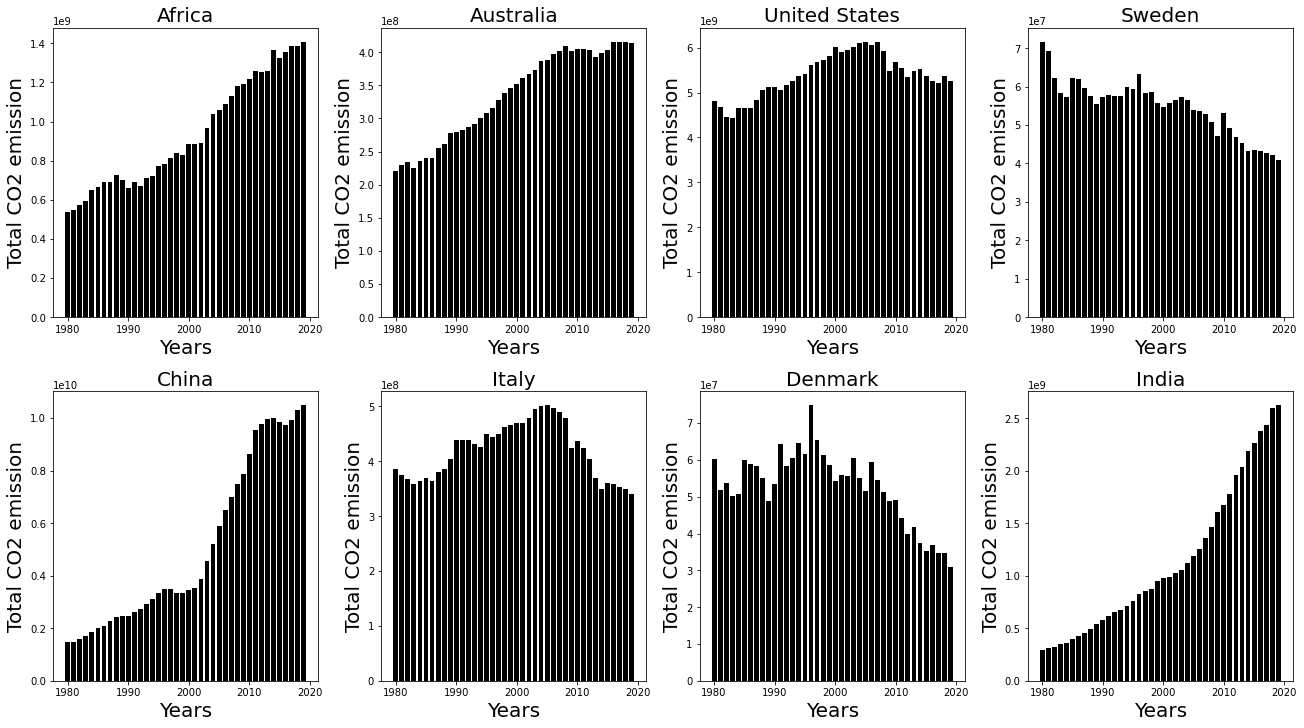 Africa
1e9
1.4
1.2
1.0
0.8
0.6
0.4
0.2
0.0
Total CO2 emission
1980 1990 2000 2010 2020
Years
Australia
1e8
4.0
3.5
3.0
2.5
2.0
1.5
1.0
0.5
0.0
Total CO2 emission
1980 1990 2000 2010 2020
Years
United States
1e9
6
5
4
3
2
1
0
Total CO2 emission
1980 1990 2000 2010 2020
Years
Sweden
1e7
7
6
5
4
3
2
1
0
Total CO2 emission
1980 1990 2000 2010 2020
Years
China
1e10
1.0
0.8
0.6
0.4
0.2
0.0
Total CO2 emission
1980 1990 2000 2010 2020
Years
Italy
1e8
5
4
3
2
1
0
Total CO2 emission
1980 1990 2000 2010 2020
Years
Denmark
1e7
7
6
5
4
3
2
1
0
Total CO2 emission
1980 1990 2000 2010 2020
Years
India
1e9
2.5
2.0
1.5
1.0
0.5
0.0
Total CO2 emission
1980 1990 2000 2010 2020
Years